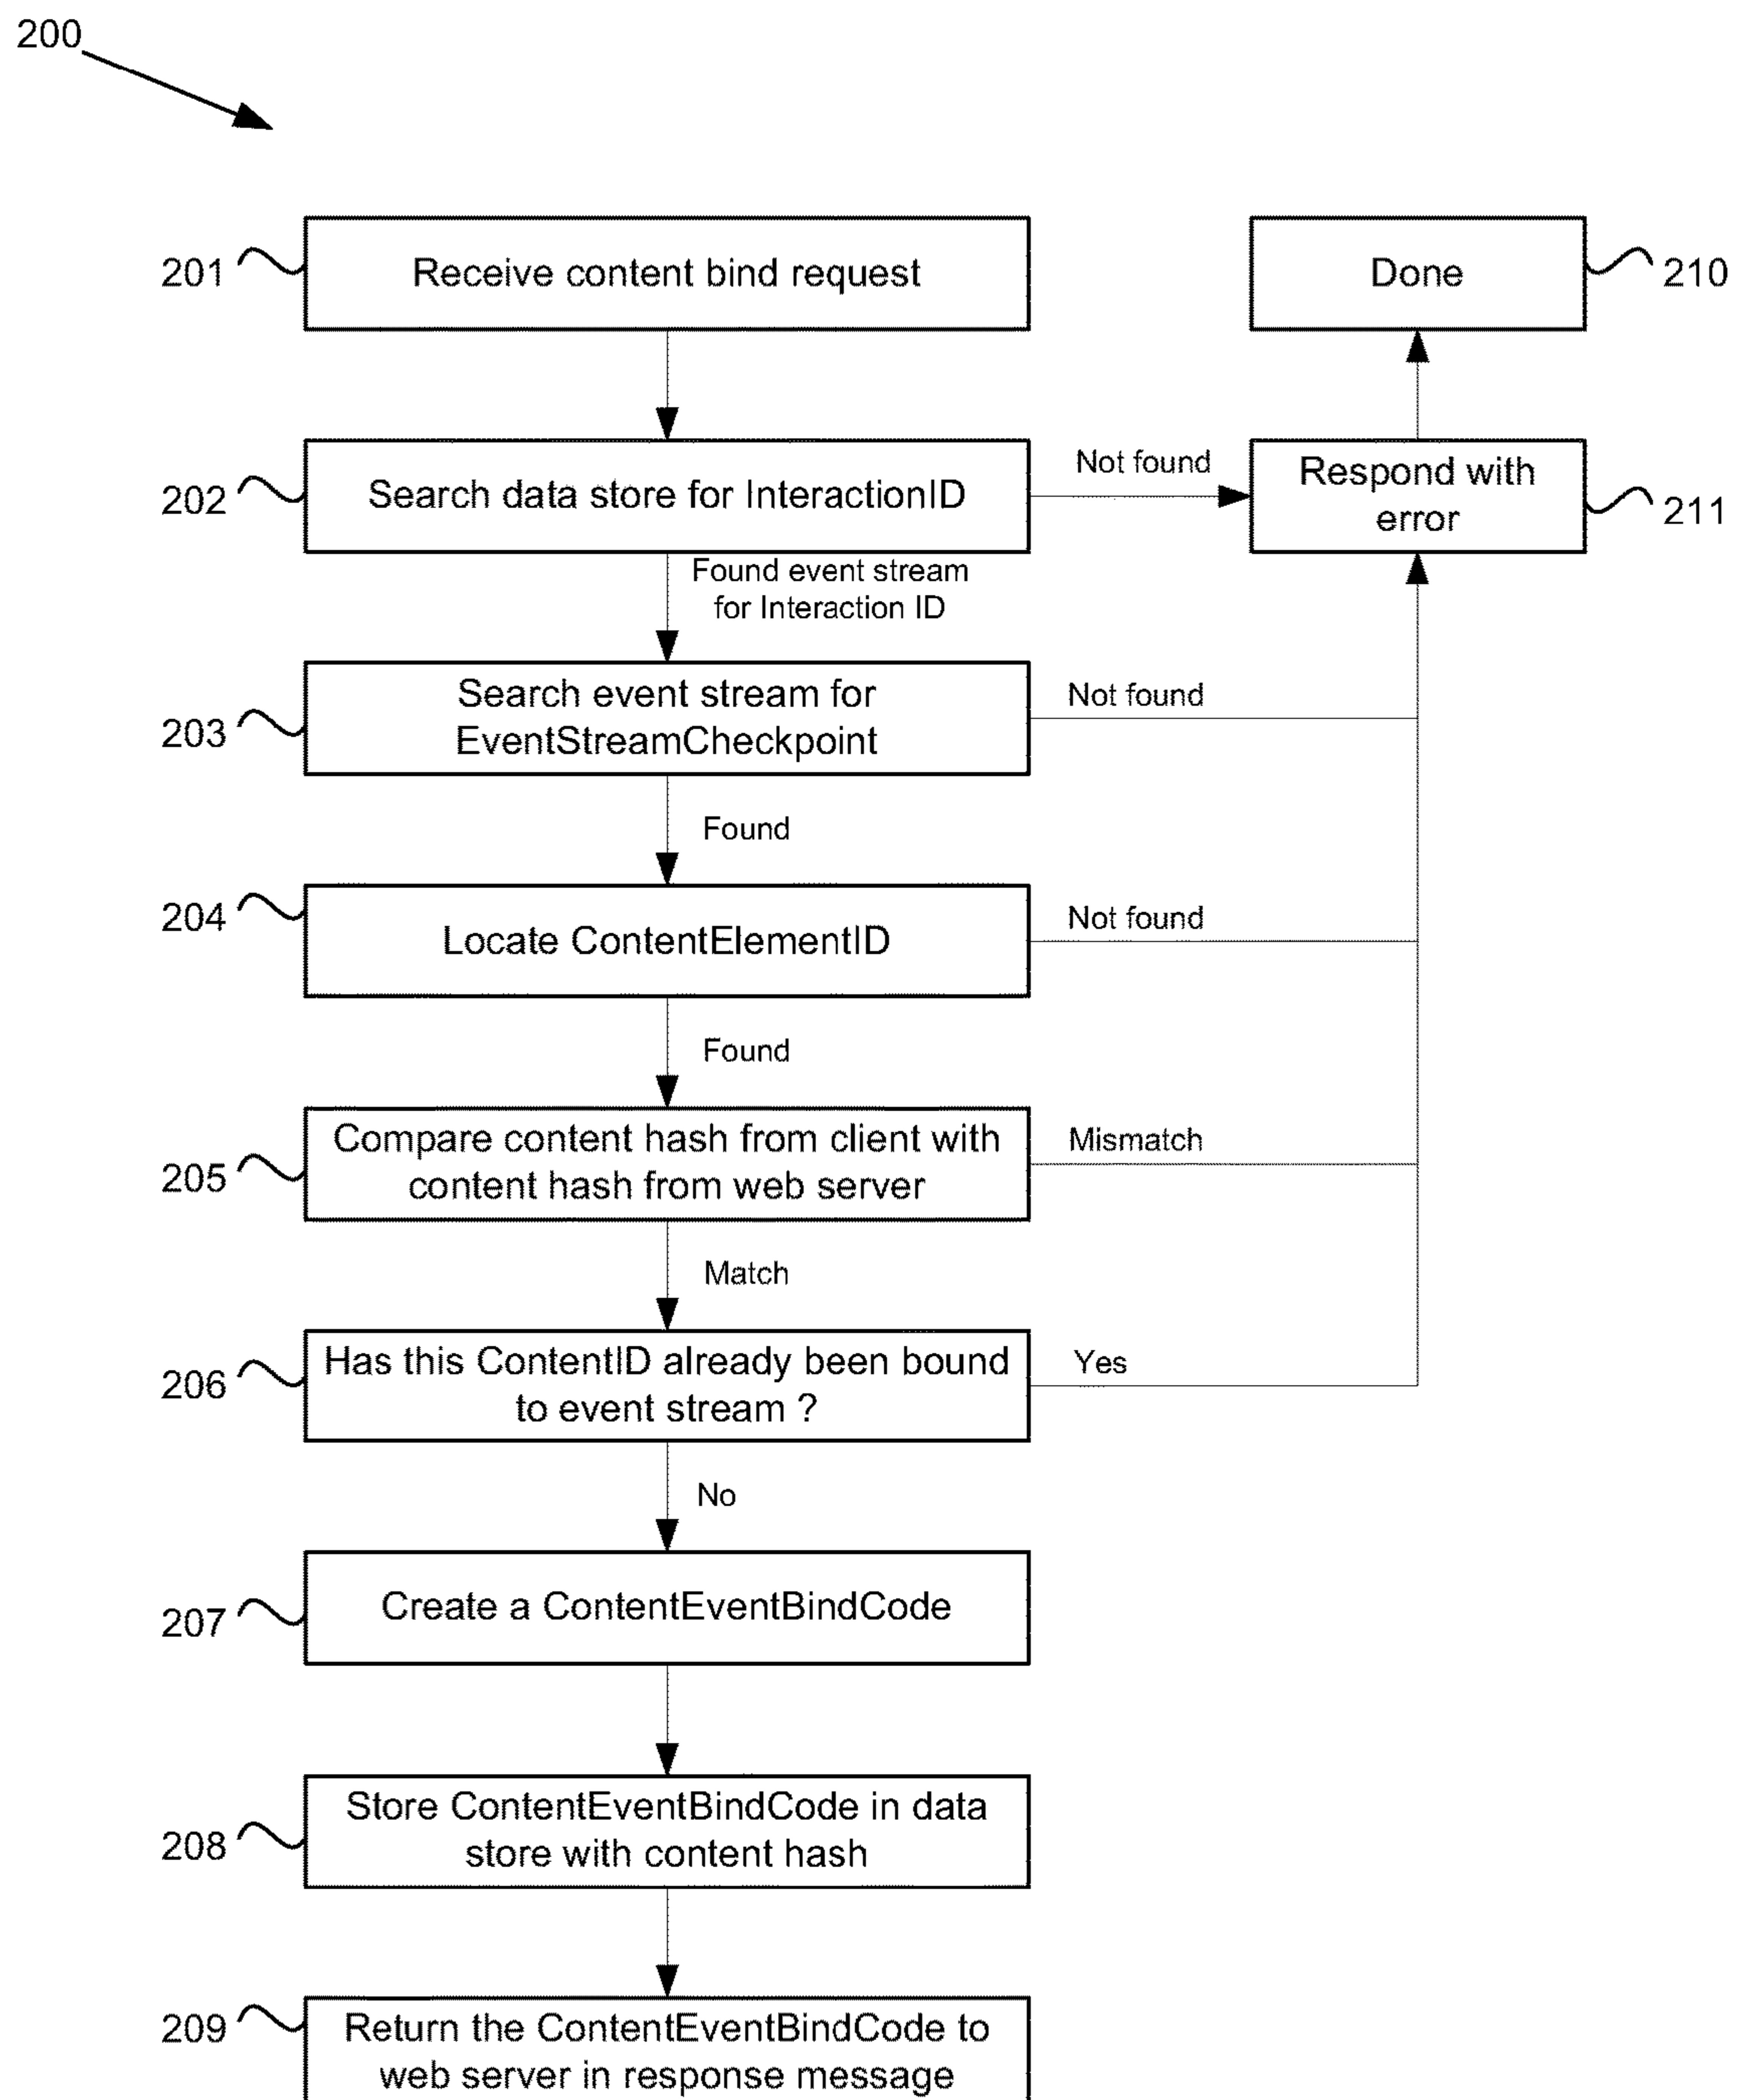 200
201
Receive content bind request
Done
210
202
Search data store for InteractionID
Not found
Respond with
error
211
Found event stream
for Interaction ID
203
Search event stream for
EventStreamCheckpoint
Not found
Found
204
Locate ContentElementID
Not found
Found
205
Compare content hash from client with
content hash from web server
Mismatch
Match
206
Has this ContentID already been bound
to event stream ?
Yes
No
207
Create a ContentEventBindCode
208
Store ContentEventBindCode in data
store with content hash
209
Return the ContentEventBindCode to
web server in response message